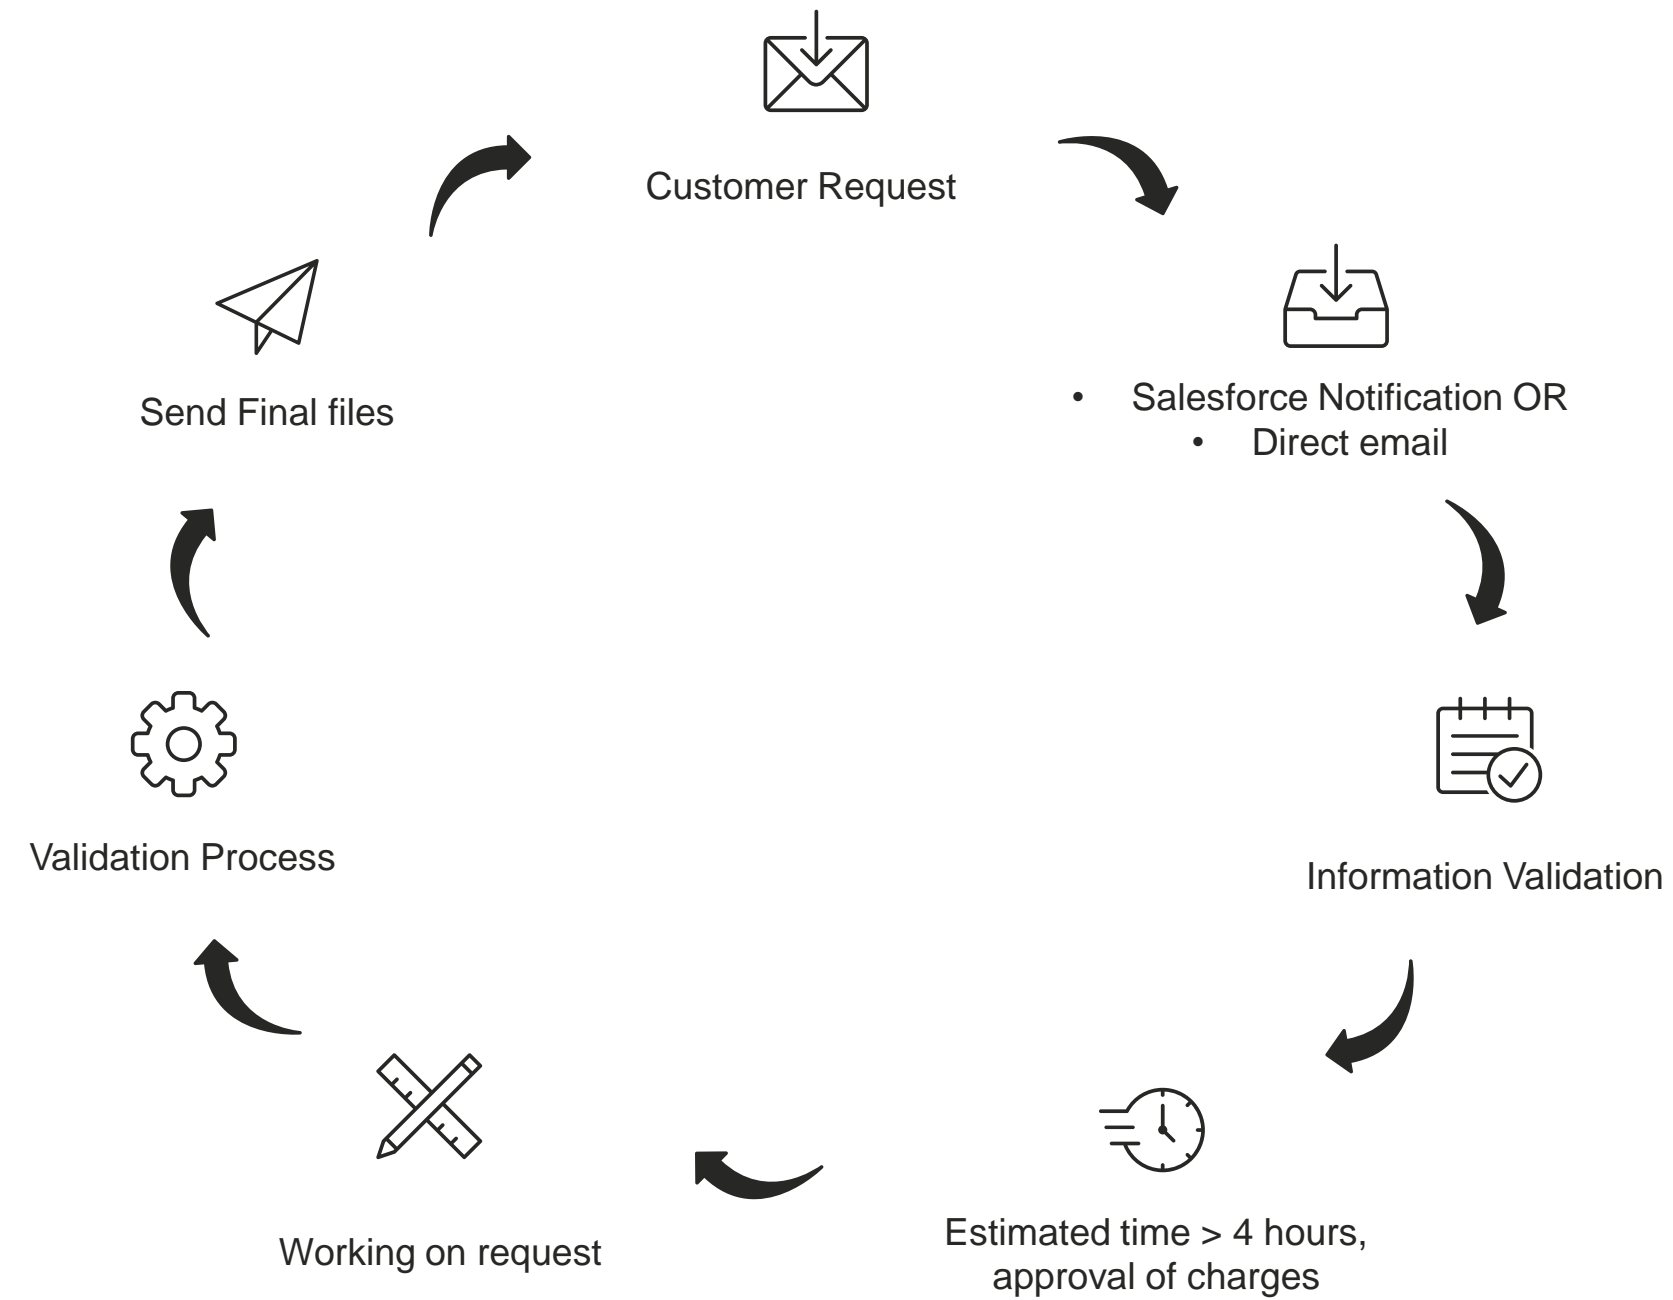 Customer Request
• Salesforce Notification OR
• Direct email
Information Validation
Estimated time > 4 hours,
approval of charges
Working on request
Validation Process
Send Final files